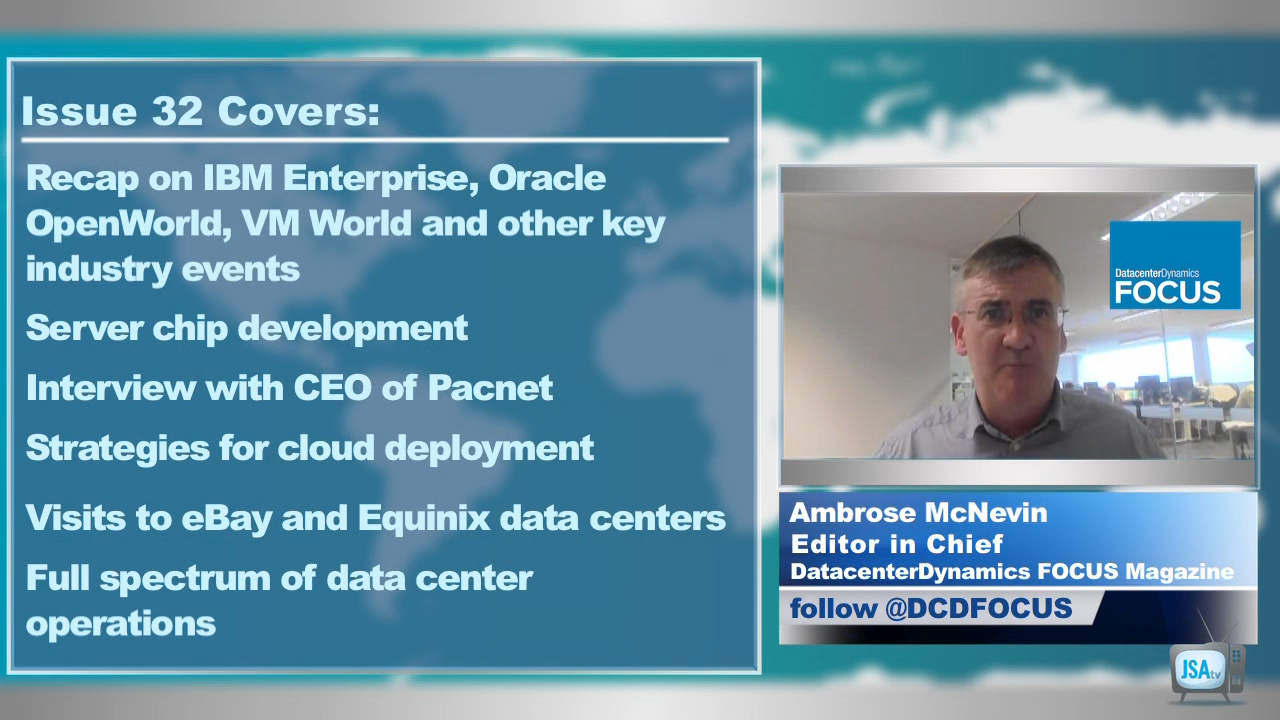 Issue 32 Covers:
Recap on IBM Enterprise, Oracle
OpenWorld, VM World and other key
industry events
Server chip development
Interview with CEO of Pacnet
Strategies for cloud deployment
Visits to eBay and Equinix data centers
Full spectrum of data center
operations
DatacenterDynamics
FOCUS
Ambrose McNevin
Editor in Chief
DatacenterDynamics FOCUS Magazine
follow @DCDFOCUS
JSAtv